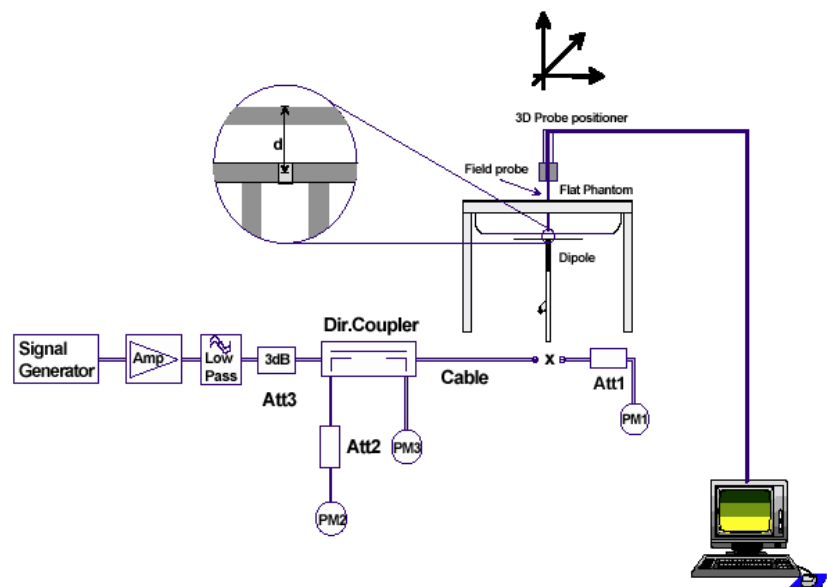 3D Probe positioner
d
Field probe
Flat Phantom
Dipole
Dir.Coupler
Signal
Generator
Amp
Low
Pass
3dB
Att3
Cable
x
Att1
PM1
Att2
PM3
PM2